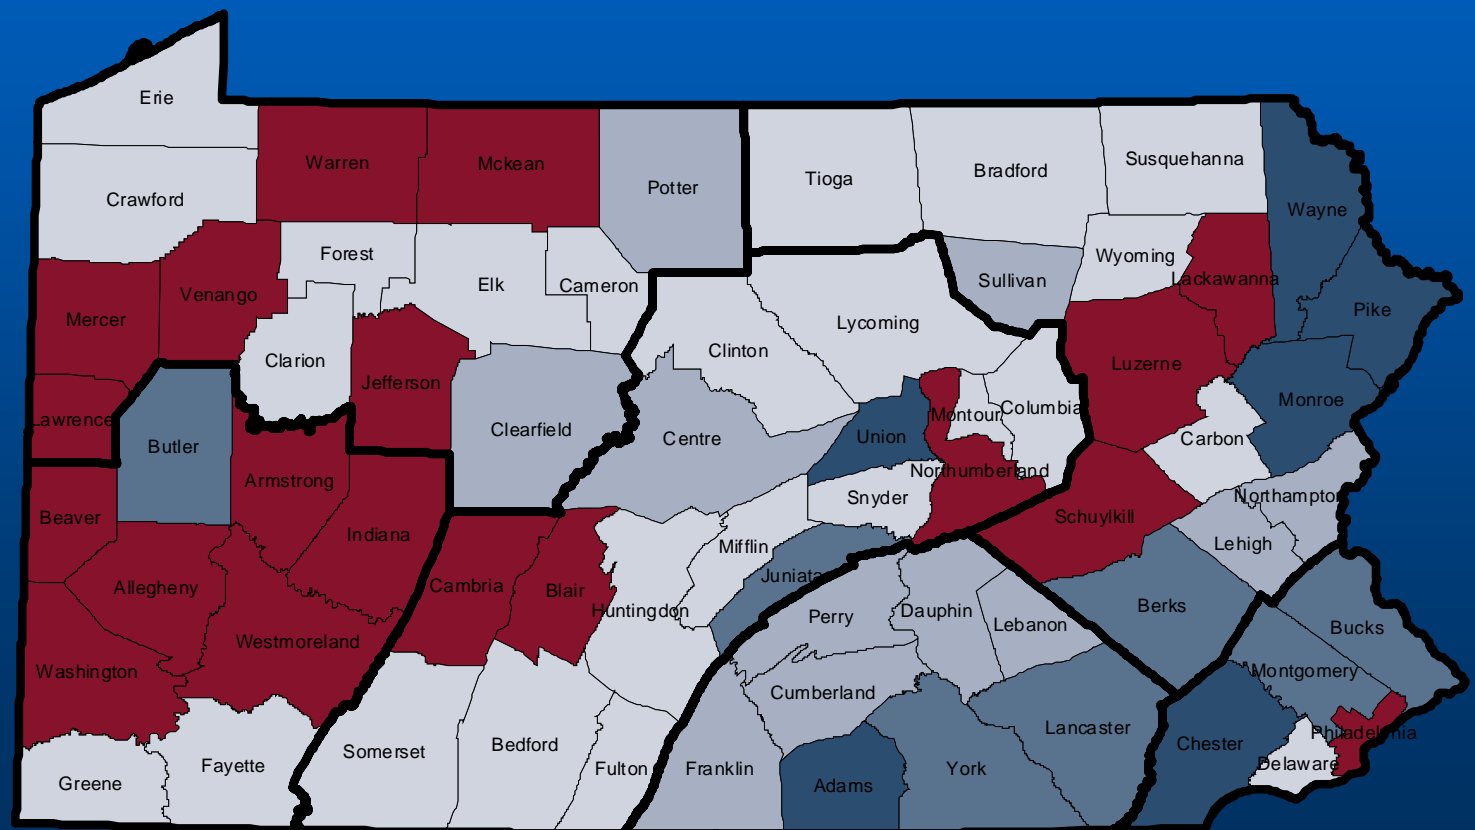 Erie
Warren
Mckean
Potter
Tioga
Bradford
Susquehanna
Crawford
Wayne
Forest
Wyoming
Venango
Elk
Cameron
Sullivan
Lackawanna
Mercer
Lycoming
Pike
Clarion
Clinton
Jefferson
Luzerne
Lawrence
Montour
Columbia
Monroe
Butler
Clearfield
Centre
Union
Carbon
Armstrong
Northumberland
Snyder
Northampton
Beaver
Indiana
Schuylkill
Mifflin
Lehigh
Allegheny
Cambria
Blair
Juniata
Huntingdon
Perry
Dauphin
Lebanon
Berks
Bucks
Westmoreland
Washington
Cumberland
Montgomery
Lancaster
Philadelphia
Somerset
Bedford
Chester
Greene
Fayette
Fulton
Franklin
York
Delaware
Adams